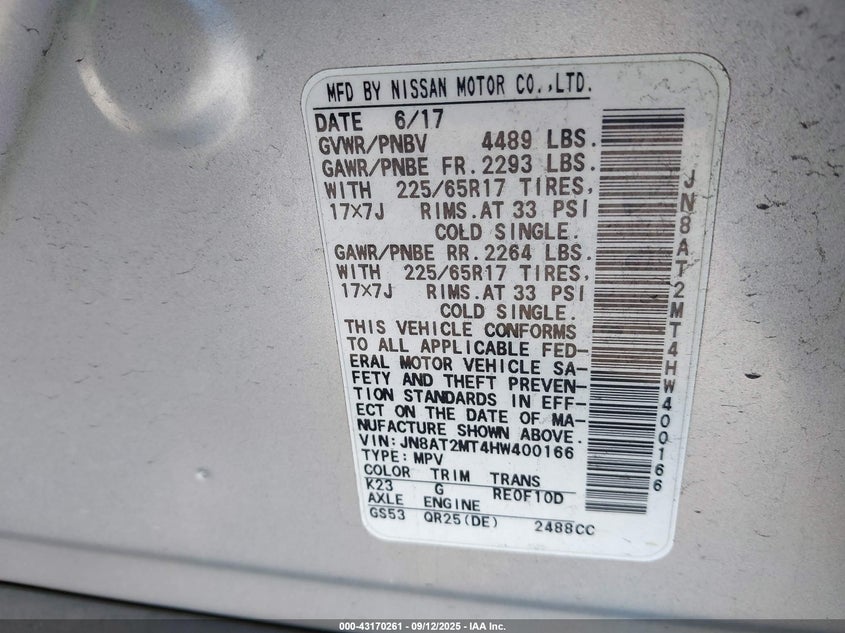 MFD BY NISSAN MOTOR CO.,LTD.
DATE 6/17
GVWR/PNBV 4489 LBS.
GAWR/PNBE FR. 2293 LBS.
WITH 225/65R17 TIRES,
17×7J RIMS.AT 33 PSI
COLD SINGLE.
GAWR/PNBE RR. 2264 LBS.
WITH 225/65R17 TIRES,
17×7J RIMS.AT 33 PSI
COLD SINGLE.
THIS VEHICLE CONFORMS
TO ALL APPLICABLE FED-
ERAL MOTOR VEHICLE SA-
FETY AND THEFT PREVEN-
TION STANDARDS IN EFF-
ECT ON THE DATE OF MA-
NUFACTURE SHOWN ABOVE.
VIN: JN8AT2MT4HW400166
TYPE: MPV
COLOR TRIM TRANS
K23 G RE0F10D
AXLE ENGINE
GS53 QR25(DE) 2488CC
JN8AT2MT4HW400166
000-43170261 - 09/12/2025 - IAA Inc.